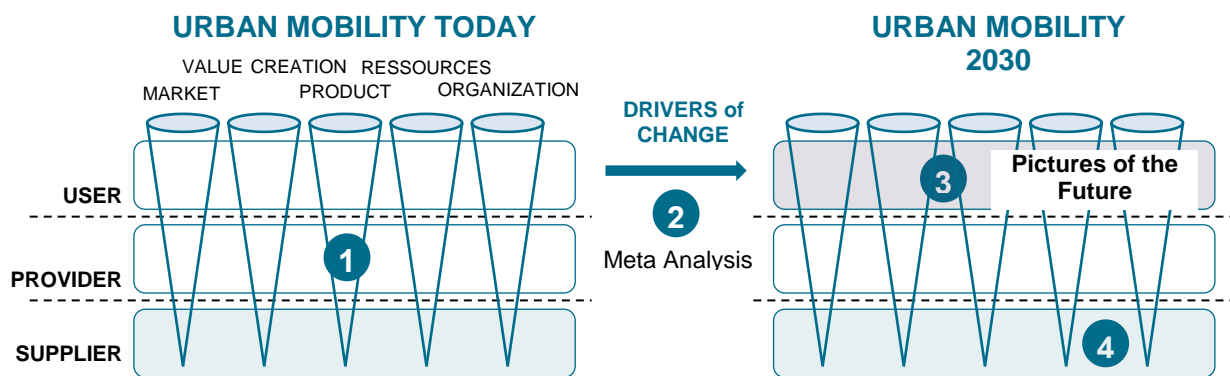 URBAN MOBILITY TODAY
VALUE CREATION RESSOURCES
MARKET PRODUCT ORGANIZATION
USER
PROVIDER
SUPPLIER
1
DRIVERS of
CHANGE
2
Meta Analysis
URBAN MOBILITY
2030
3
Pictures of the
Future
4